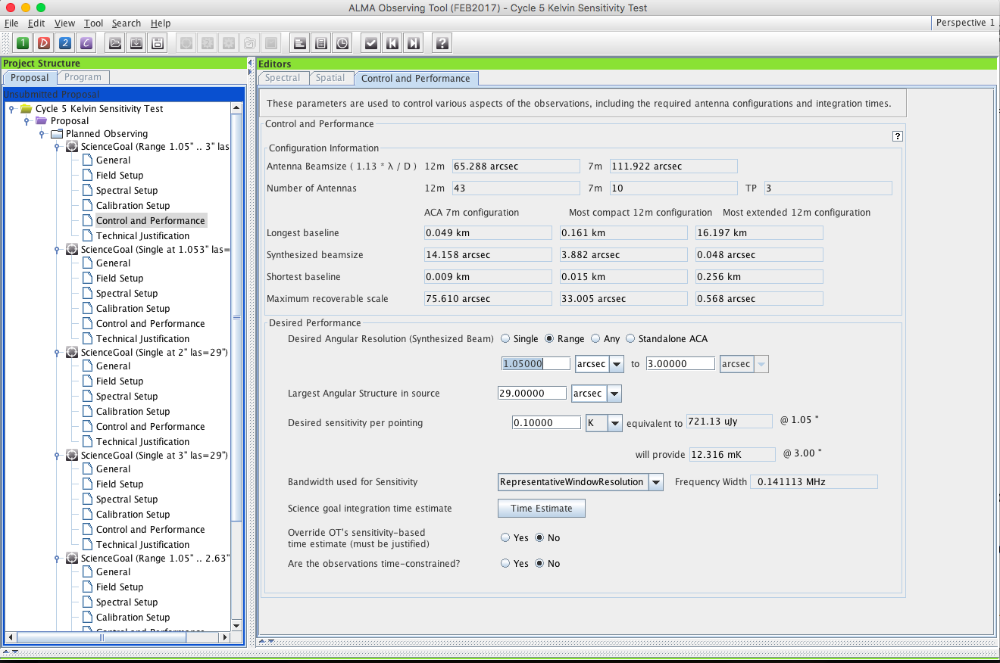 ALMA Observing Tool (FEB2017) - Cycle 5 Kelvin Sensitivity Test
File Edit View Tool Search Help
Perspective 1
1 D 2 C ?
Project Structure
Proposal Program
Unsubmitted Proposal
Cycle 5 Kelvin Sensitivity Test
Proposal
Planned Observing
ScienceGoal (Range 1.05" .. 3" las
General
Field Setup
Spectral Setup
Calibration Setup
Control and Performance
Technical Justification
ScienceGoal (Single at 1.053" las=
General
Field Setup
Spectral Setup
Calibration Setup
Control and Performance
Technical Justification
ScienceGoal (Single at 2" las=29")
General
Field Setup
Spectral Setup
Calibration Setup
Control and Performance
Technical Justification
ScienceGoal (Single at 3" las=29")
General
Field Setup
Spectral Setup
Calibration Setup
Control and Performance
Technical Justification
ScienceGoal (Range 1.05" .. 2.63"
General
Field Setup
Spectral Setup
Calibration Setup
Control and Performance
Editors
Spectral Spatial Control and Performance
These parameters are used to control various aspects of the observations, including the required antenna configurations and integration times.
Control and Performance
?
Configuration Information
Antenna Beamsize ( 1.13 * λ / D ) 12m 65.288 arcsec 7m 111.922 arcsec
Number of Antennas 12m 43 7m 10 TP 3
ACA 7m configuration Most compact 12m configuration Most extended 12m configuration
Longest baseline 0.049 km 0.161 km 16.197 km
Synthesized beamsize 14.158 arcsec 3.882 arcsec 0.048 arcsec
Shortest baseline 0.009 km 0.015 km 0.256 km
Maximum recoverable scale 75.610 arcsec 33.005 arcsec 0.568 arcsec
Desired Performance
Desired Angular Resolution (Synthesized Beam) Single Range Any Standalone ACA
1.05000 arcsec to 3.00000 arcsec
Largest Angular Structure in source 29.00000 arcsec
Desired sensitivity per pointing 0.10000 K equivalent to 721.13 uJy @ 1.05 "
will provide 12.316 mK @ 3.00 "
Bandwidth used for Sensitivity RepresentativeWindowResolution Frequency Width 0.141113 MHz
Science goal integration time estimate Time Estimate
Override OT's sensitivity-based
time estimate (must be justified) Yes No
Are the observations time-constrained? Yes No